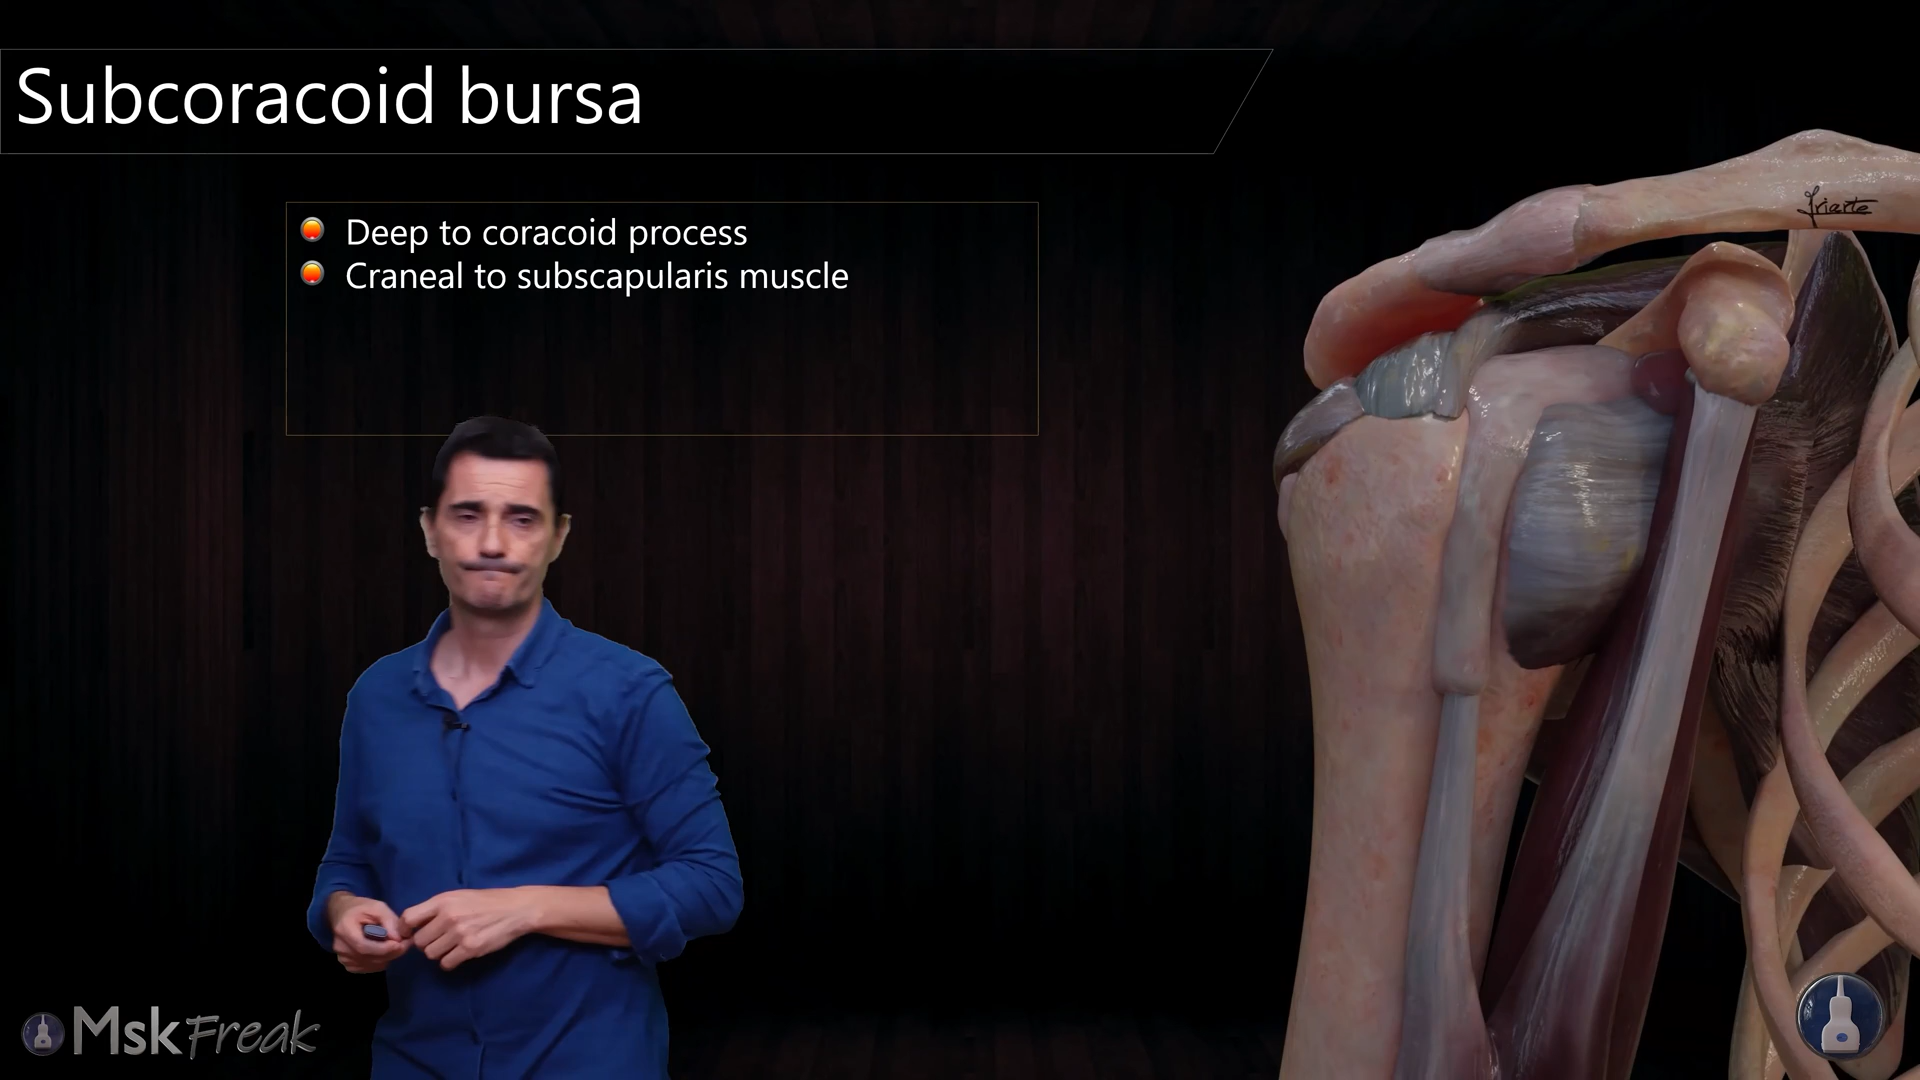 Subcoracoid bursa
Deep to coracoid process
Craneal to subscapularis muscle
Iriarte
MskFreak